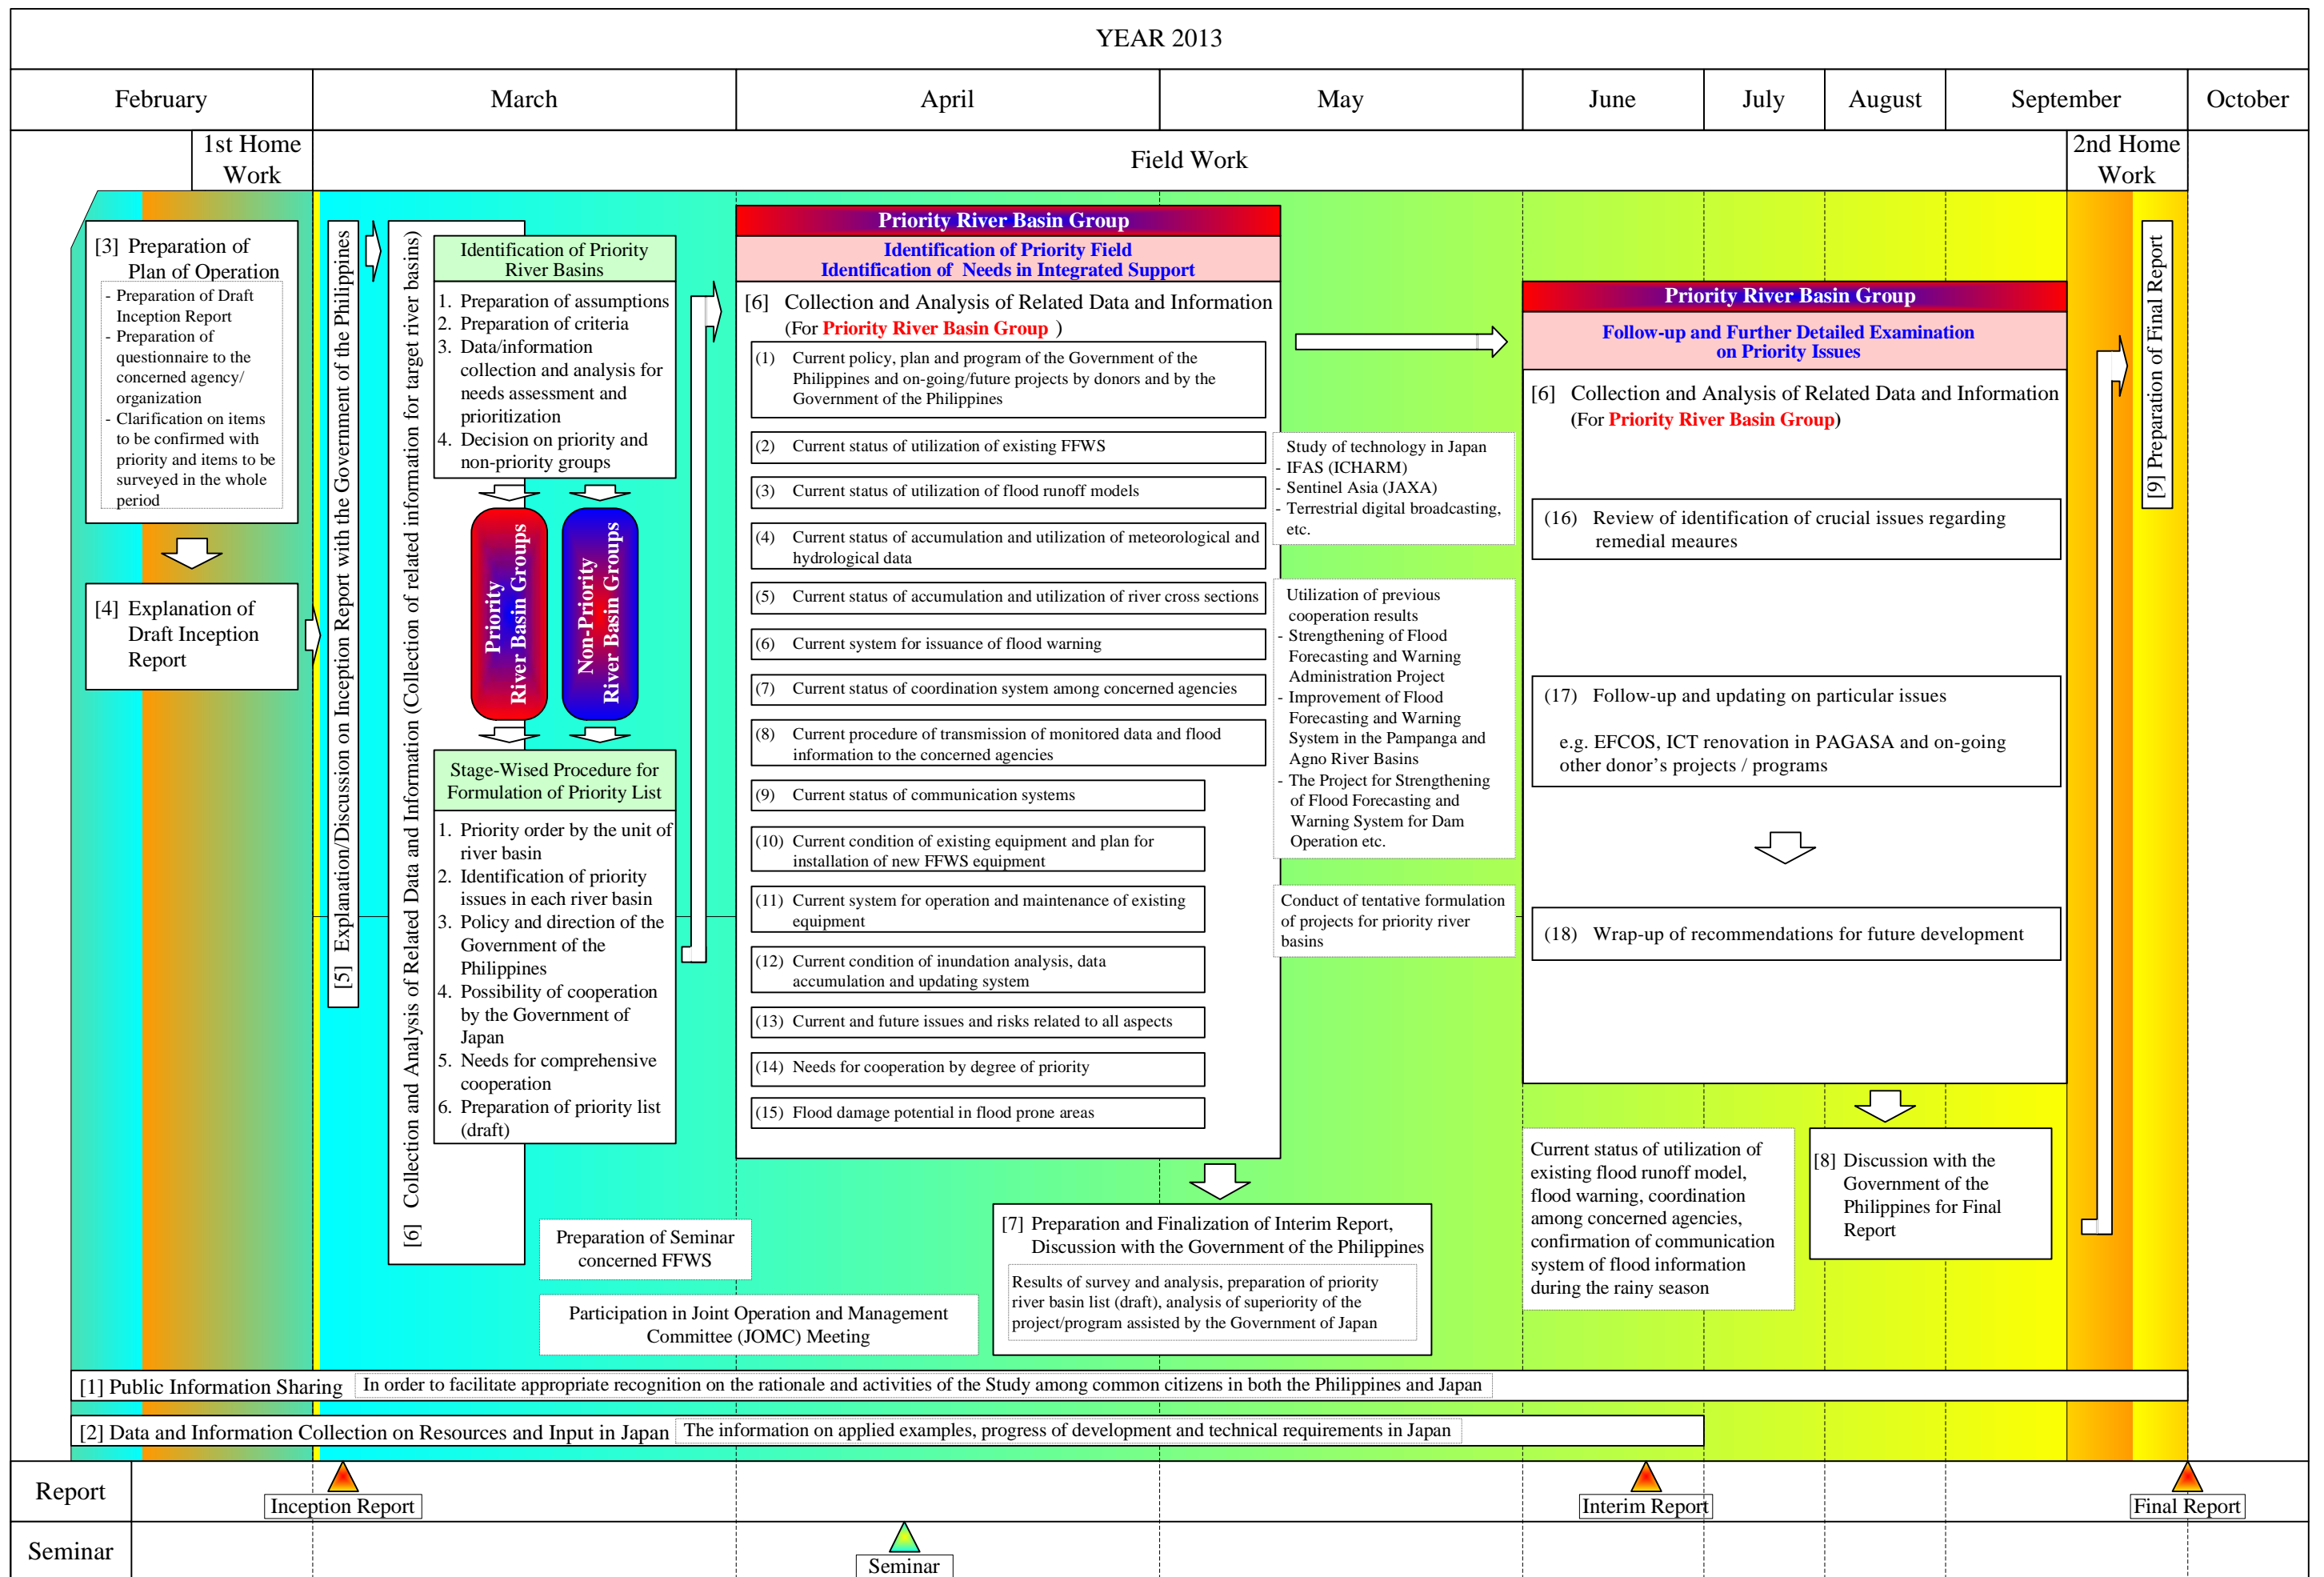 YEAR 2013
February
March
April
May
June
July
August
September
October
1st Home
Work
Field Work
2nd Home
Work
[3] Preparation of
Plan of Operation
- Preparation of Draft
Inception Report
- Preparation of
questionnaire to the
concerned agency/
organization
- Clarification on items
to be confirmed with
priority and items to be
surveyed in the whole
period
[4] Explanation of
Draft Inception
Report
[5] Explanation/Discussion on Inception Report with the Government of the Philippines
[6] Collection and Analysis of Related Data and Information (Collection of related information for target river basins)
Identification of Priority
River Basins
1. Preparation of assumptions
2. Preparation of criteria
3. Data/information
collection and analysis for
needs assessment and
prioritization
4. Decision on priority and
non-priority groups
Priority
River Basin Groups
Non-Priority
River Basin Groups
Stage-Wised Procedure for
Formulation of Priority List
1. Priority order by the unit of
river basin
2. Identification of priority
issues in each river basin
3. Policy and direction of the
Government of the
Philippines
4. Possibility of cooperation
by the Government of
Japan
5. Needs for comprehensive
cooperation
6. Preparation of priority list
(draft)
Preparation of Seminar
concerned FFWS
Participation in Joint Operation and Management
Committee (JOMC) Meeting
Priority River Basin Group
Identification of Priority Field
Identification of Needs in Integrated Support
[6] Collection and Analysis of Related Data and Information
(For Priority River Basin Group )
(1) Current policy, plan and program of the Government of the
Philippines and on-going/future projects by donors and by the
Government of the Philippines
(2) Current status of utilization of existing FFWS
(3) Current status of utilization of flood runoff models
(4) Current status of accumulation and utilization of meteorological and
hydrological data
(5) Current status of accumulation and utilization of river cross sections
(6) Current system for issuance of flood warning
(7) Current status of coordination system among concerned agencies
(8) Current procedure of transmission of monitored data and flood
information to the concerned agencies
(9) Current status of communication systems
(10) Current condition of existing equipment and plan for
installation of new FFWS equipment
(11) Current system for operation and maintenance of existing
equipment
(12) Current condition of inundation analysis, data
accumulation and updating system
(13) Current and future issues and risks related to all aspects
(14) Needs for cooperation by degree of priority
(15) Flood damage potential in flood prone areas
[7] Preparation and Finalization of Interim Report,
Discussion with the Government of the Philippines
Results of survey and analysis, preparation of priority
river basin list (draft), analysis of superiority of the
project/program assisted by the Government of Japan
Study of technology in Japan
- IFAS (ICHARM)
- Sentinel Asia (JAXA)
- Terrestrial digital broadcasting,
etc.
Utilization of previous
cooperation results
- Strengthening of Flood
Forecasting and Warning
Administration Project
- Improvement of Flood
Forecasting and Warning
System in the Pampanga and
Agno River Basins
- The Project for Strengthening
of Flood Forecasting and
Warning System for Dam
Operation etc.
Conduct of tentative formulation
of projects for priority river
basins
Priority River Basin Group
Follow-up and Further Detailed Examination
on Priority Issues
[6] Collection and Analysis of Related Data and Information
(For Priority River Basin Group)
(16) Review of identification of crucial issues regarding
remedial meaures
(17) Follow-up and updating on particular issues
e.g. EFCOS, ICT renovation in PAGASA and on-going
other donor's projects / programs
(18) Wrap-up of recommendations for future development
Current status of utilization of
existing flood runoff model,
flood warning, coordination
among concerned agencies,
confirmation of communication
system of flood information
during the rainy season
[8] Discussion with the
Government of the
Philippines for Final
Report
[9] Preparation of Final Report
[1] Public Information Sharing In order to facilitate appropriate recognition on the rationale and activities of the Study among common citizens in both the Philippines and Japan
[2] Data and Information Collection on Resources and Input in Japan The information on applied examples, progress of development and technical requirements in Japan
Report
Inception Report
Interim Report
Final Report
Seminar
Seminar